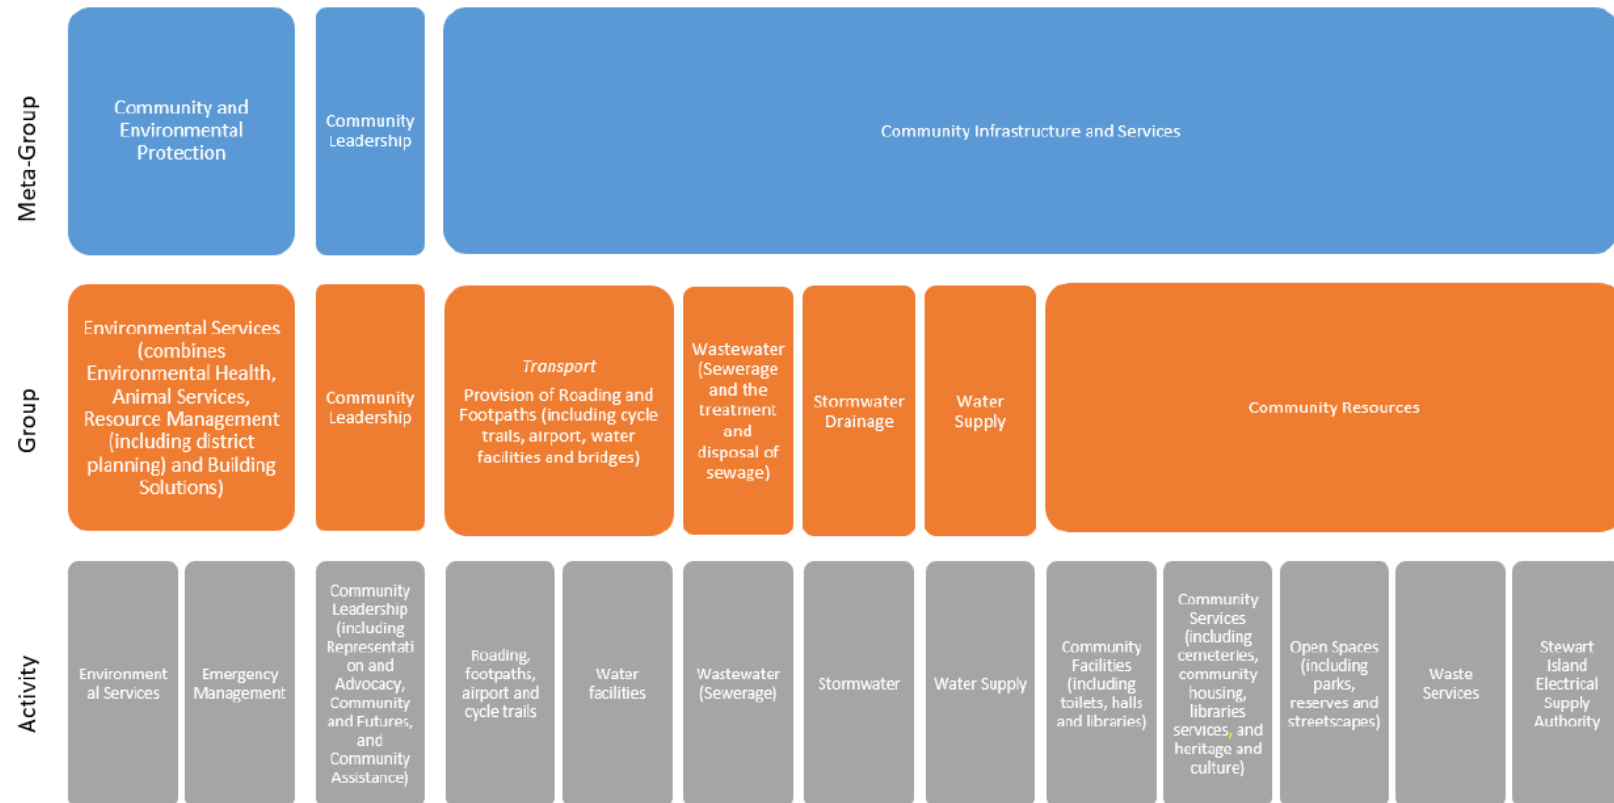 Meta-Group
Community and
Environmental
Protection
Community
Leadership
Community Infrastructure and Services
Group
Environmental Services
(combines
Environmental Health,
Animal Services,
Resource Management
(including district
planning) and Building
Solutions)
Community
Leadership
Transport
Provision of Roading and
Footpaths (including cycle
trails, airport, water
facilities and bridges)
Wastewater
(Sewerage
and the
treatment
and
disposal of
sewage)
Stormwater
Drainage
Water
Supply
Community Resources
Activity
Environment
al Services
Emergency
Management
Community
Leadership
(including
Representati
on and
Advocacy,
Community
and Futures,
and
Community
Assistance)
Roading,
footpaths,
airport and
cycle trails
Water
facilities
Wastewater
(Sewerage)
Stormwater
Water Supply
Community
Facilities
(including
toilets, halls
and libraries)
Community
Services
(including
cemeteries,
community
housing,
libraries
services, and
heritage and
culture)
Open Spaces
(including
parks,
reserves and
streetscapes)
Waste
Services
Stewart
Island
Electrical
Supply
Authority